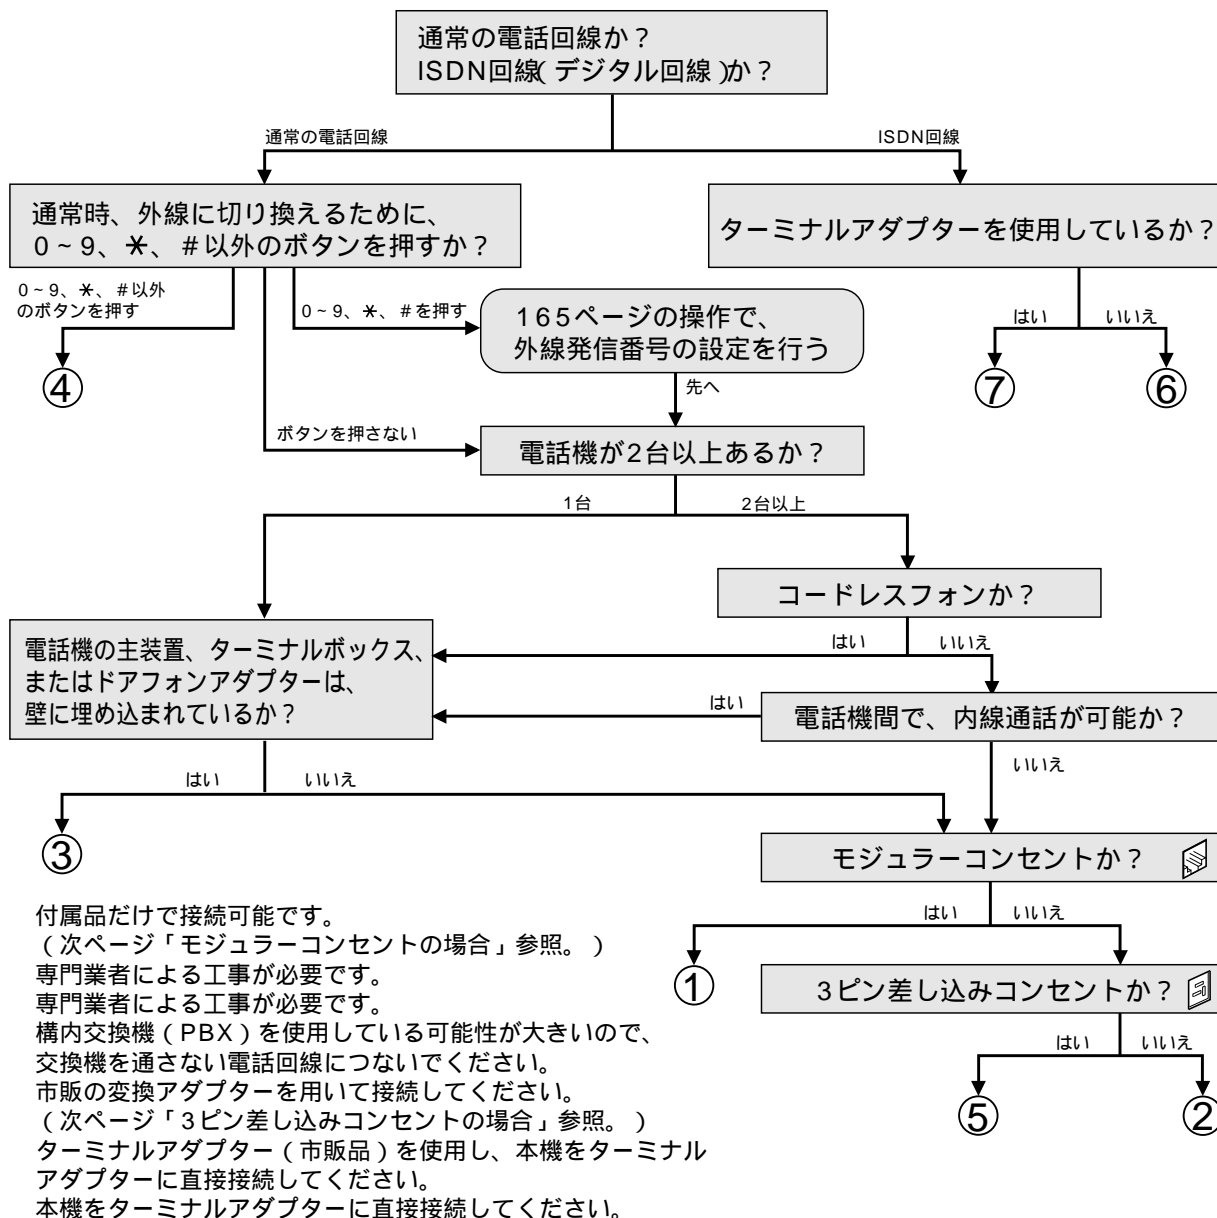 通常の電話回線か？
ISDN回線（デジタル回線）か？
通常の電話回線
ISDN回線
通常時、外線に切り換えるために、
0～9、＊、＃以外のボタンを押すか？
ターミナルアダプターを使用しているか？
0～9、＊、＃以外
のボタンを押す
0～9、＊、＃を押す
165ページの操作で、
外線発信番号の設定を行う
はい
いいえ
④
⑦
⑥
先へ
ボタンを押さない
電話機が2台以上あるか？
1台
2台以上
コードレスフォンか？
はい
いいえ
電話機の主装置、ターミナルボックス、
またはドアフォンアダプターは、
壁に埋め込まれているか？
はい
電話機間で、内線通話が可能か？
いいえ
はい
いいえ
③
モジュラーコンセントか？
はい
いいえ
①
3ピン差し込みコンセントか？
はい
いいえ
⑤
②
付属品だけで接続可能です。
（次ページ「モジュラーコンセントの場合」参照。）
専門業者による工事が必要です。
専門業者による工事が必要です。
構内交換機（PBX）を使用している可能性が大きいので、
交換機を通さない電話回線につないでください。
市販の変換アダプターを用いて接続してください。
（次ページ「3ピン差し込みコンセントの場合」参照。）
ターミナルアダプター（市販品）を使用し、本機をターミナル
アダプターに直接接続してください。
本機をターミナルアダプターに直接接続してください。